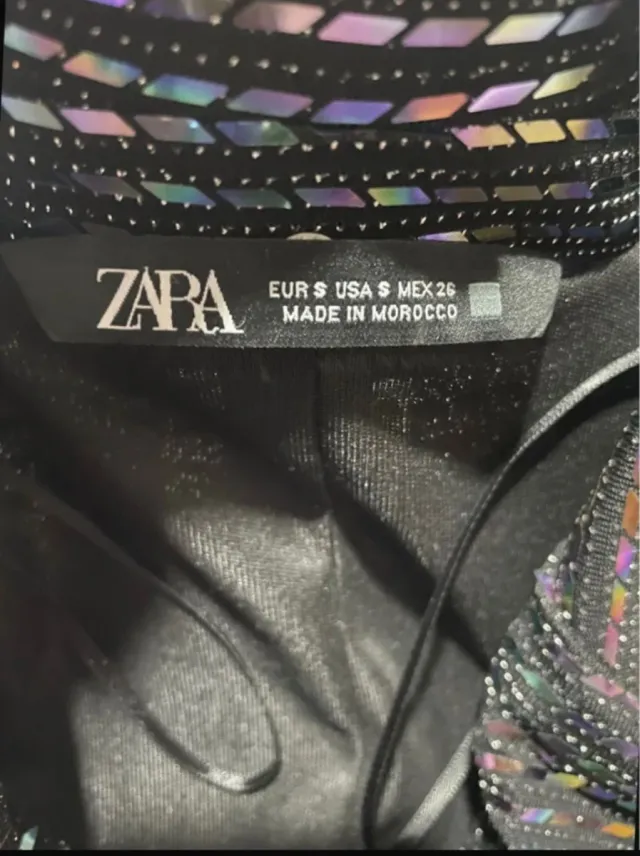 ZARA
EUR S USA S MEX 26
MADE IN MOROCCO